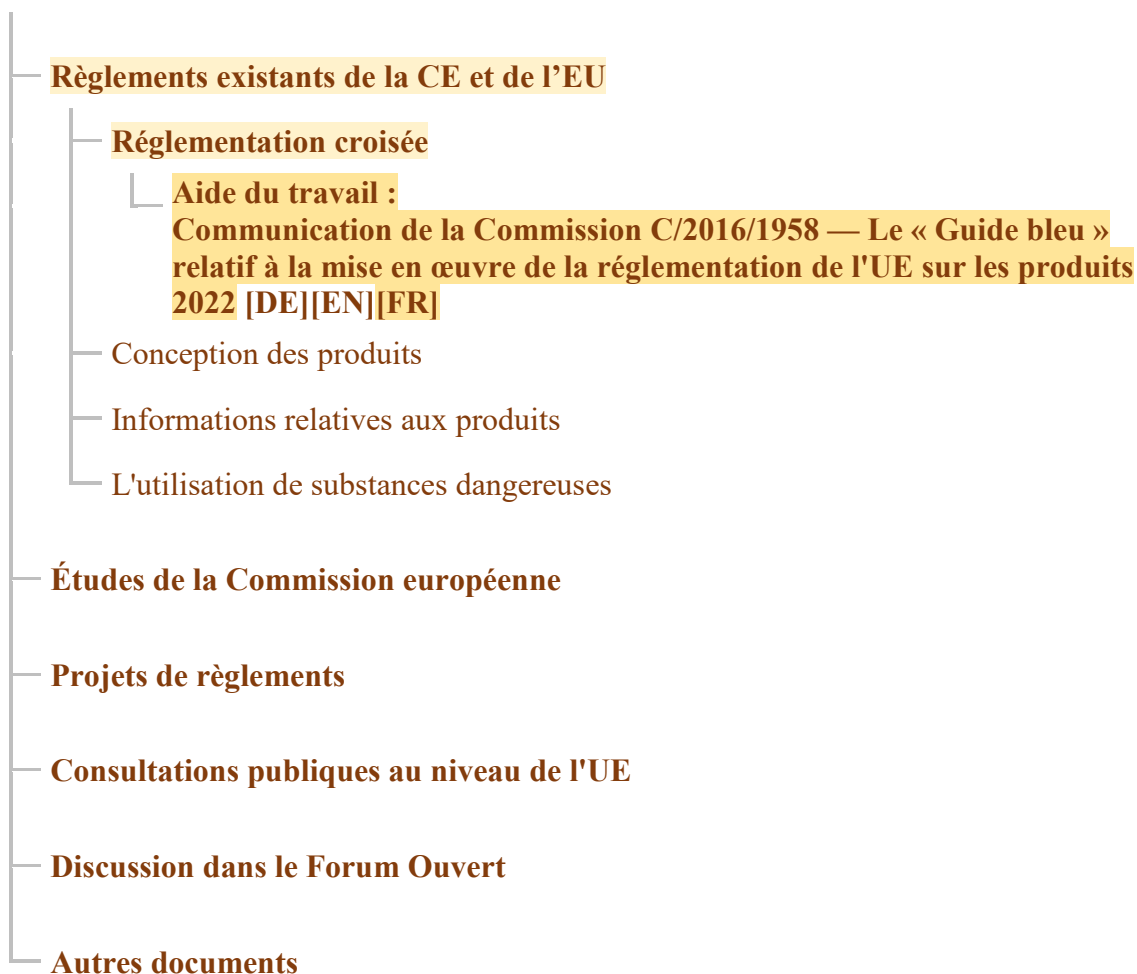 Règlements existants de la CE et de l’EU
Réglementation croisée
Aide du travail :
Communication de la Commission C/2016/1958 — Le « Guide bleu »
relatif à la mise en œuvre de la réglementation de l'UE sur les produits
2022 [DE][EN][FR]
Conception des produits
Informations relatives aux produits
L'utilisation de substances dangereuses
Études de la Commission européenne
Projets de règlements
Consultations publiques au niveau de l'UE
Discussion dans le Forum Ouvert
Autres documents